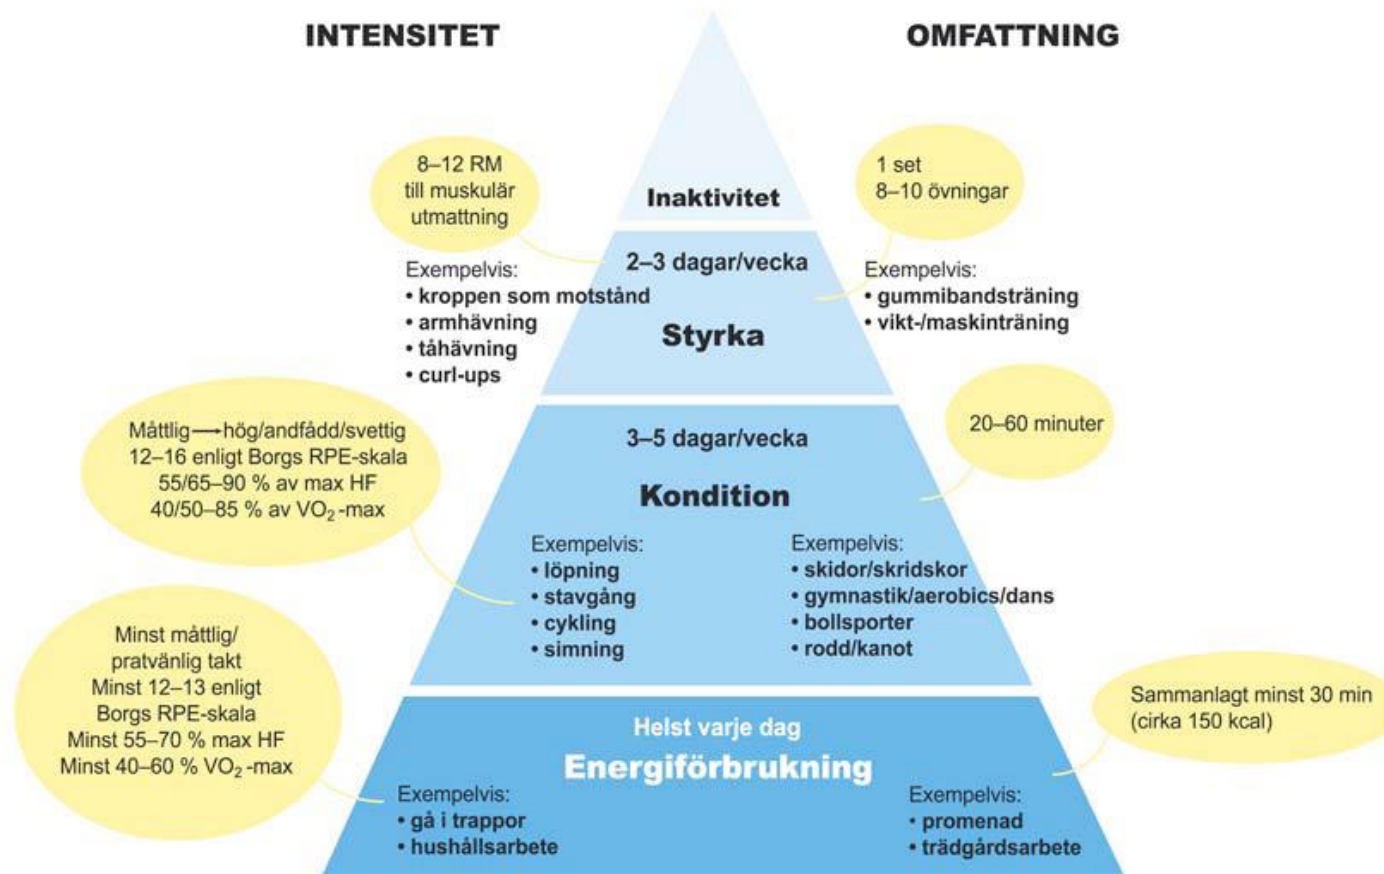 INTENSITET
OMFATTNING
8–12 RM
till muskulär
utmattning
1 set
8–10 övningar
Inaktivitet
2–3 dagar/vecka
Styrka
Exempelvis:
• kroppen som motstånd
• armhävning
• tåhävning
• curl-ups
Exempelvis:
• gummibandsträning
• vikt-/maskinträning
Måttlig→hög/andfådd/svettig
12–16 enligt Borgs RPE-skala
55/65–90 % av max HF
40/50–85 % av VO₂-max
20–60 minuter
3–5 dagar/vecka
Kondition
Exempelvis:
• löpning
• stavgång
• cykling
• simning
Exempelvis:
• skidor/skridskor
• gymnastik/aerobics/dans
• bollsporter
• rodd/kanot
Minst måttlig/
pratvänlig takt
Minst 12–13 enligt
Borgs RPE-skala
Minst 55–70 % max HF
Minst 40–60 % VO₂-max
Sammanlagt minst 30 min
(cirka 150 kcal)
Helst varje dag
Energiförbrukning
Exempelvis:
• gå i trappor
• hushållsarbete
Exempelvis:
• promenad
• trädgårdsarbete